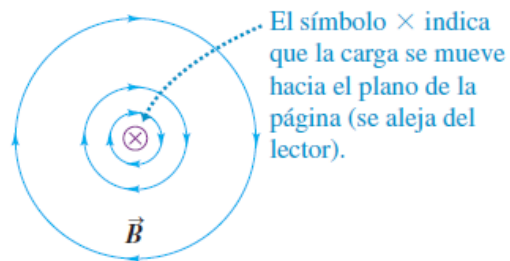 El símbolo × indica
que la carga se mueve
hacia el plano de la
página (se aleja del
lector).
B⃗